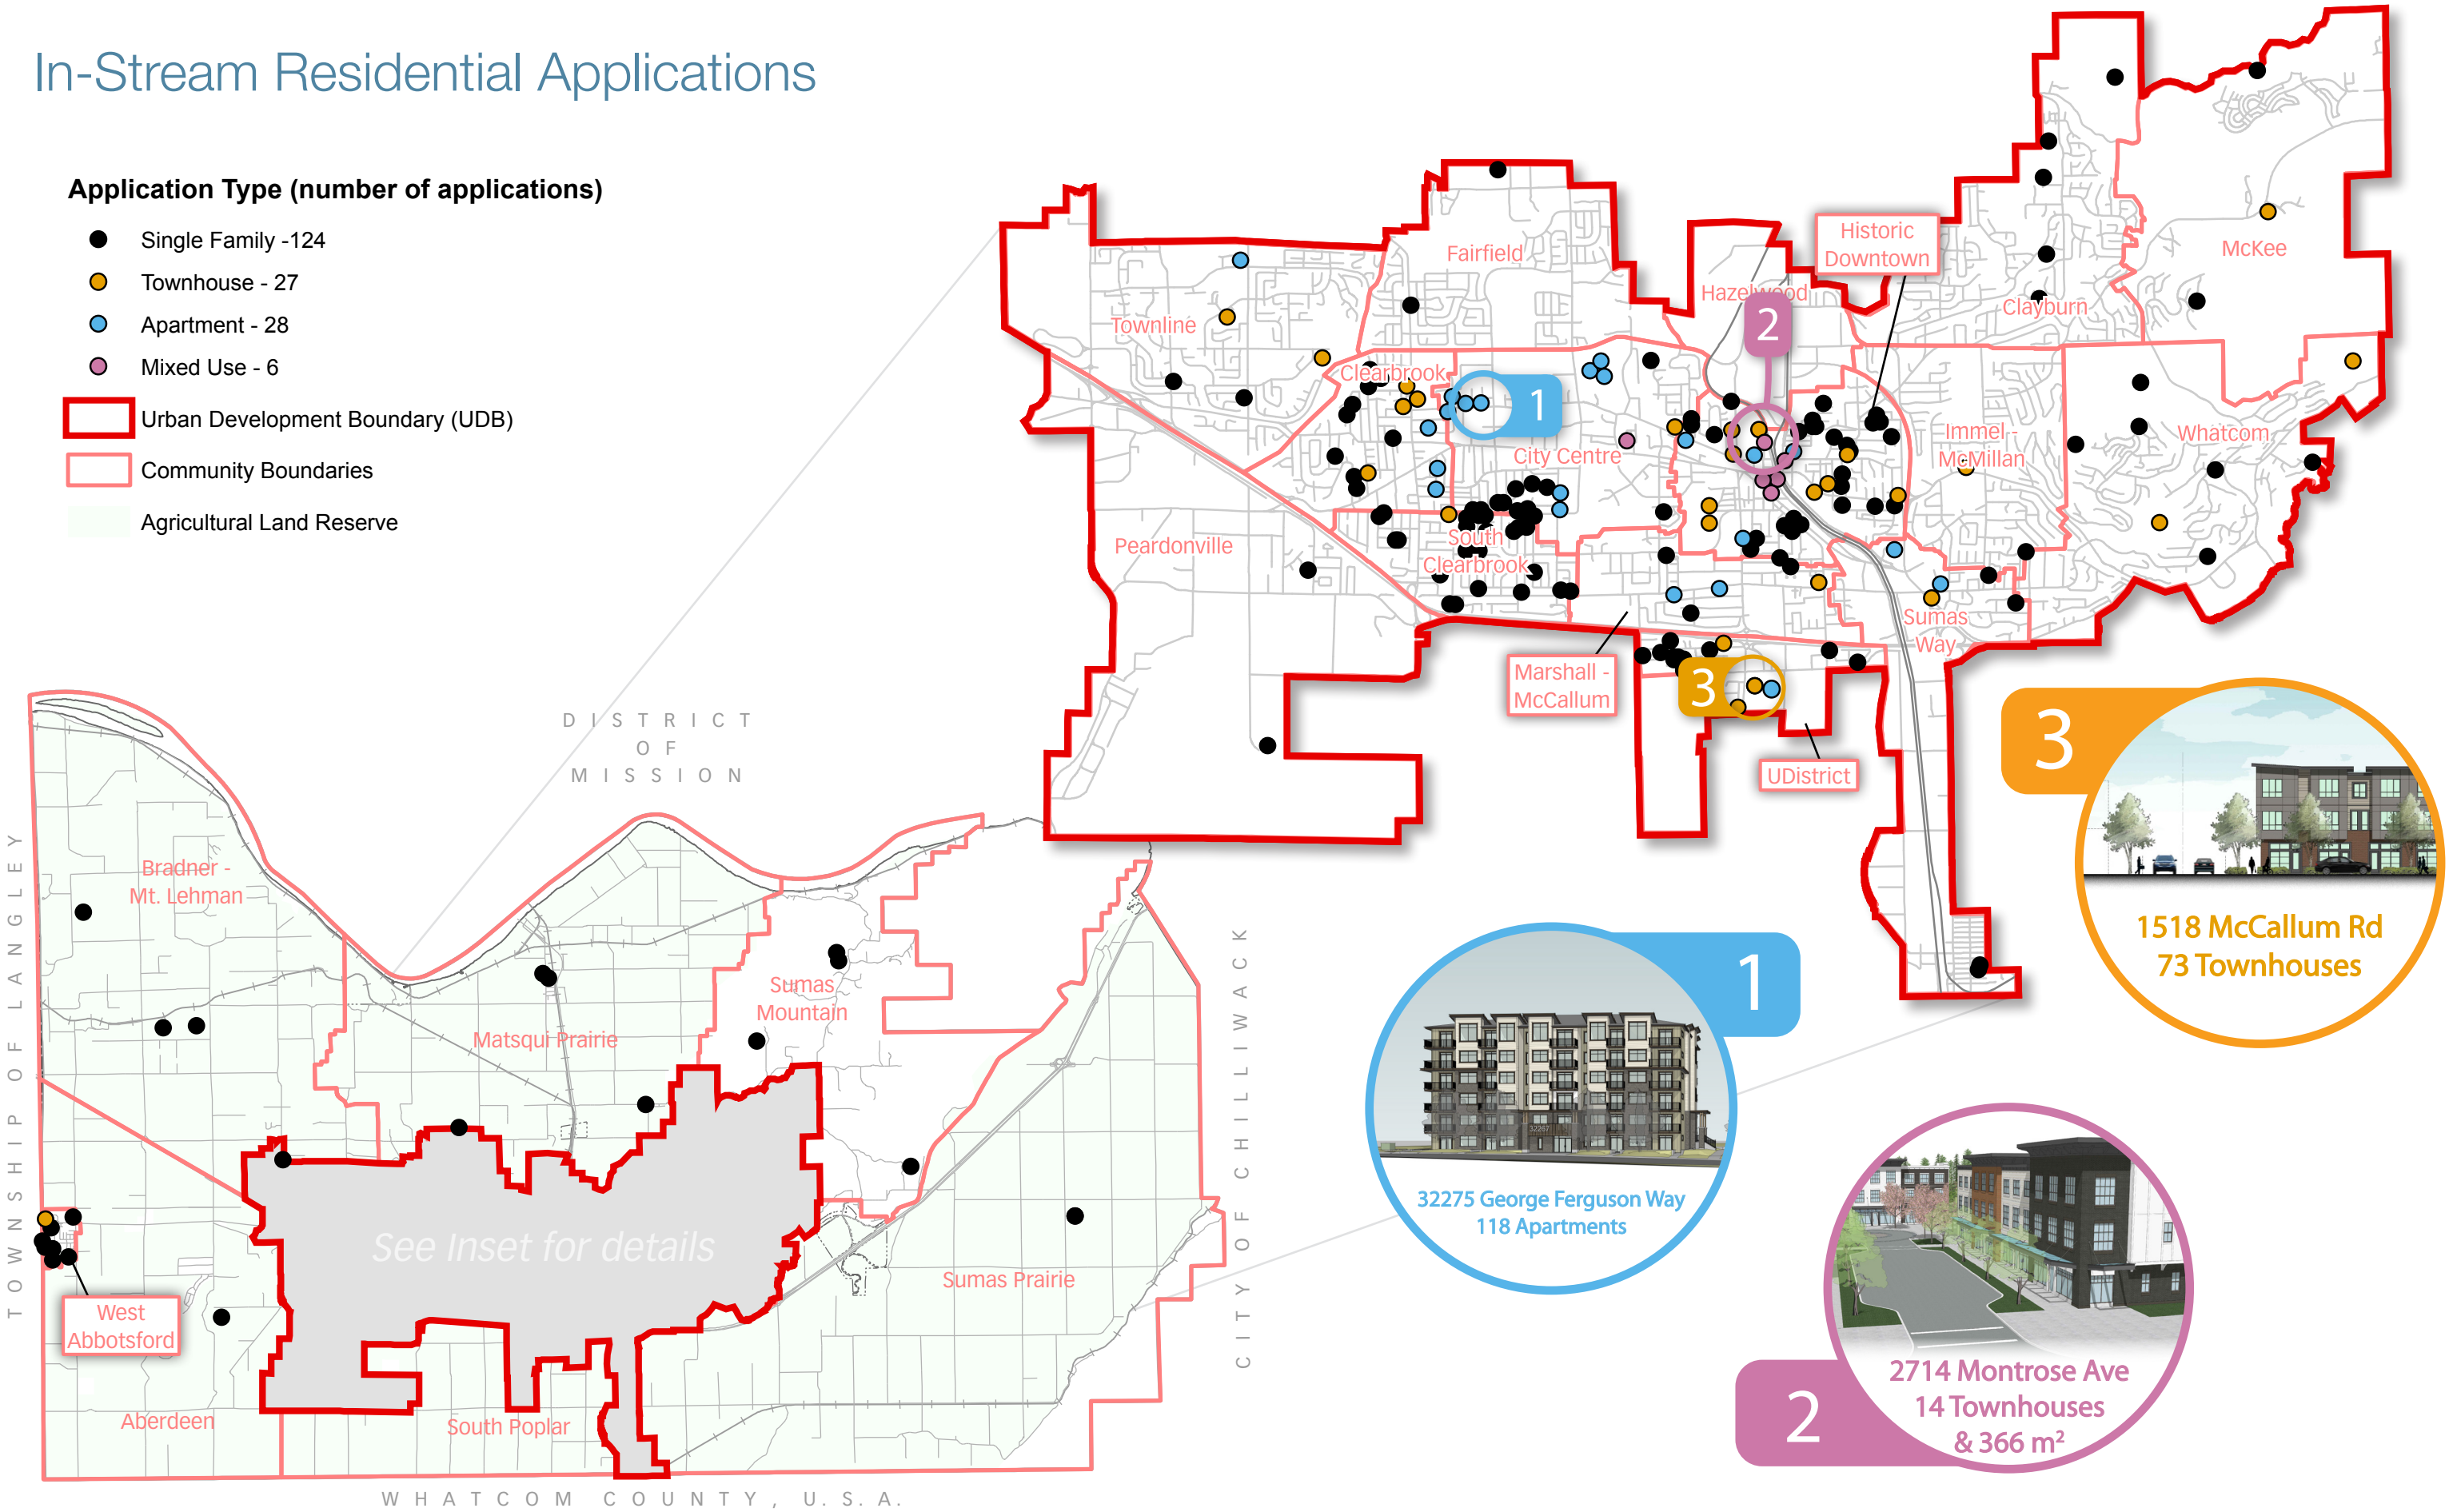 In-Stream Residential Applications
Application Type (number of applications)
Single Family -124
Townhouse - 27
Apartment - 28
Mixed Use - 6
Urban Development Boundary (UDB)
Community Boundaries
Agricultural Land Reserve
Fairfield
Historic
Downtown
McKee
Hazelwood
Clayburn
Townline
2
Clearbrook
1
City Centre
Immel -
McMillan
Whatcom
Peardonville
South
Clearbrook
Sumas
Way
Marshall -
McCallum
3
UDistrict
DISTRICT
OF
MISSION
TOWNSHIP OF LANGLEY
CITY OF CHILLIWACK
WHATCOM COUNTY, U.S.A.
Bradner -
Mt. Lehman
Matsqui Prairie
Sumas
Mountain
See Inset for details
Sumas Prairie
West
Abbotsford
Aberdeen
South Poplar
3
1518 McCallum Rd
73 Townhouses
1
32267
32275 George Ferguson Way
118 Apartments
2
2714 Montrose Ave
14 Townhouses
& 366 m²